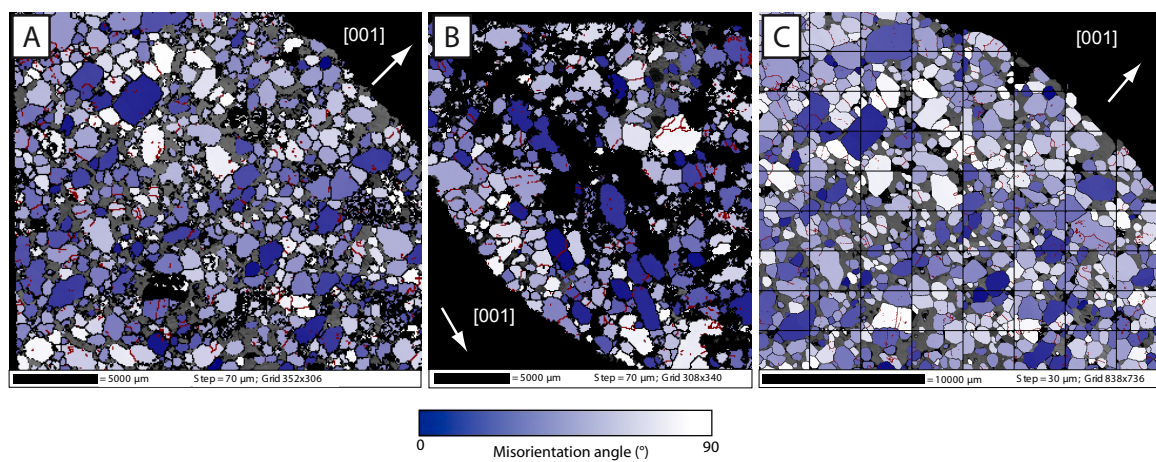 A
[001]
= 5000 µm Step = 70 µm; Grid 352x306
B
[001]
= 5000 µm Step = 70 µm; Grid 308x340
C
[001]
= 10000 µm Step = 30 µm; Grid 838x736
0 90
Misorientation angle (°)